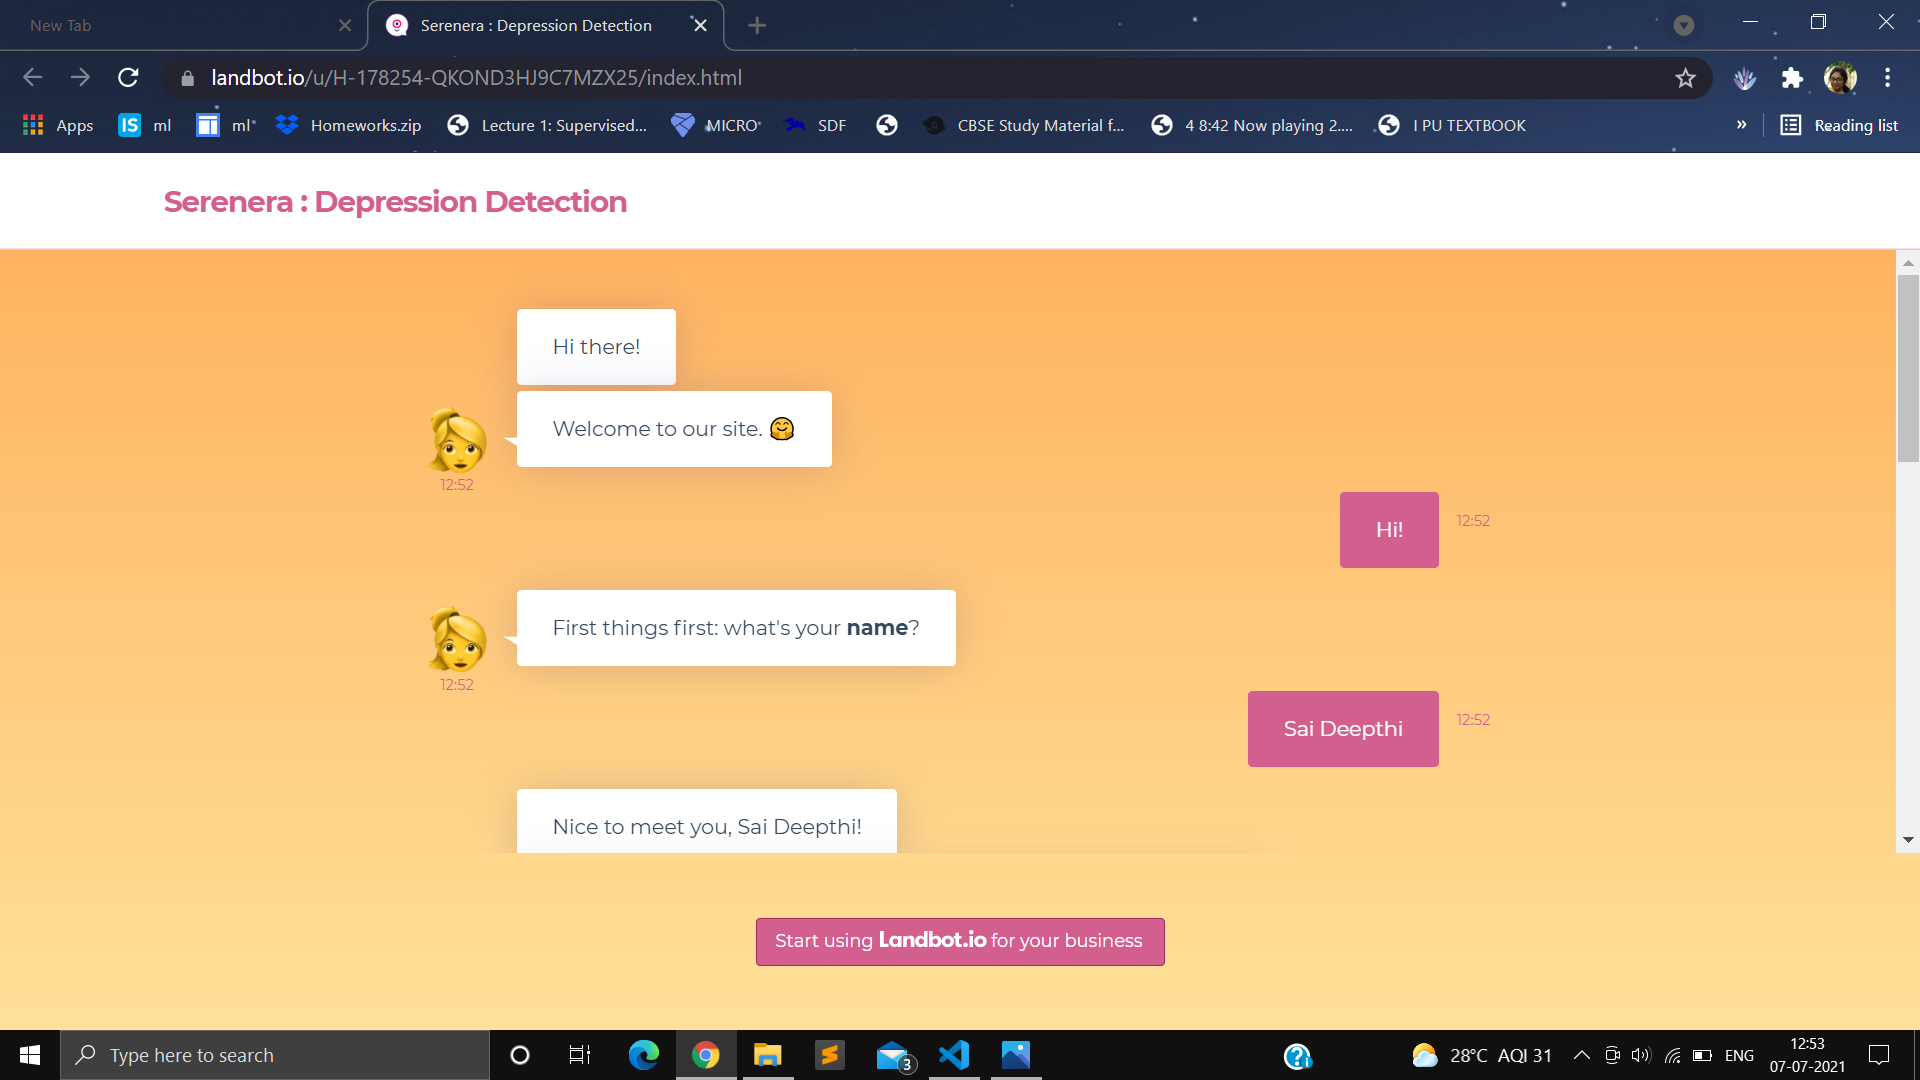 New Tab
Serenera : Depression Detection
landbot.io/u/H-178254-QKOND3HJ9C7MZX25/index.html
Apps
IS ml
ml
Homeworks.zip
Lecture 1: Supervised...
MICRO
SDF
CBSE Study Material f...
4 8:42 Now playing 2....
I PU TEXTBOOK
»
Reading list
Serenera : Depression Detection
Hi there!
Welcome to our site. 🤗
12:52
Hi!
12:52
First things first: what's your name?
12:52
Sai Deepthi
12:52
Nice to meet you, Sai Deepthi!
Start using Landbot.io for your business
Type here to search
3
28°C AQI 31
ENG
12:53
07-07-2021